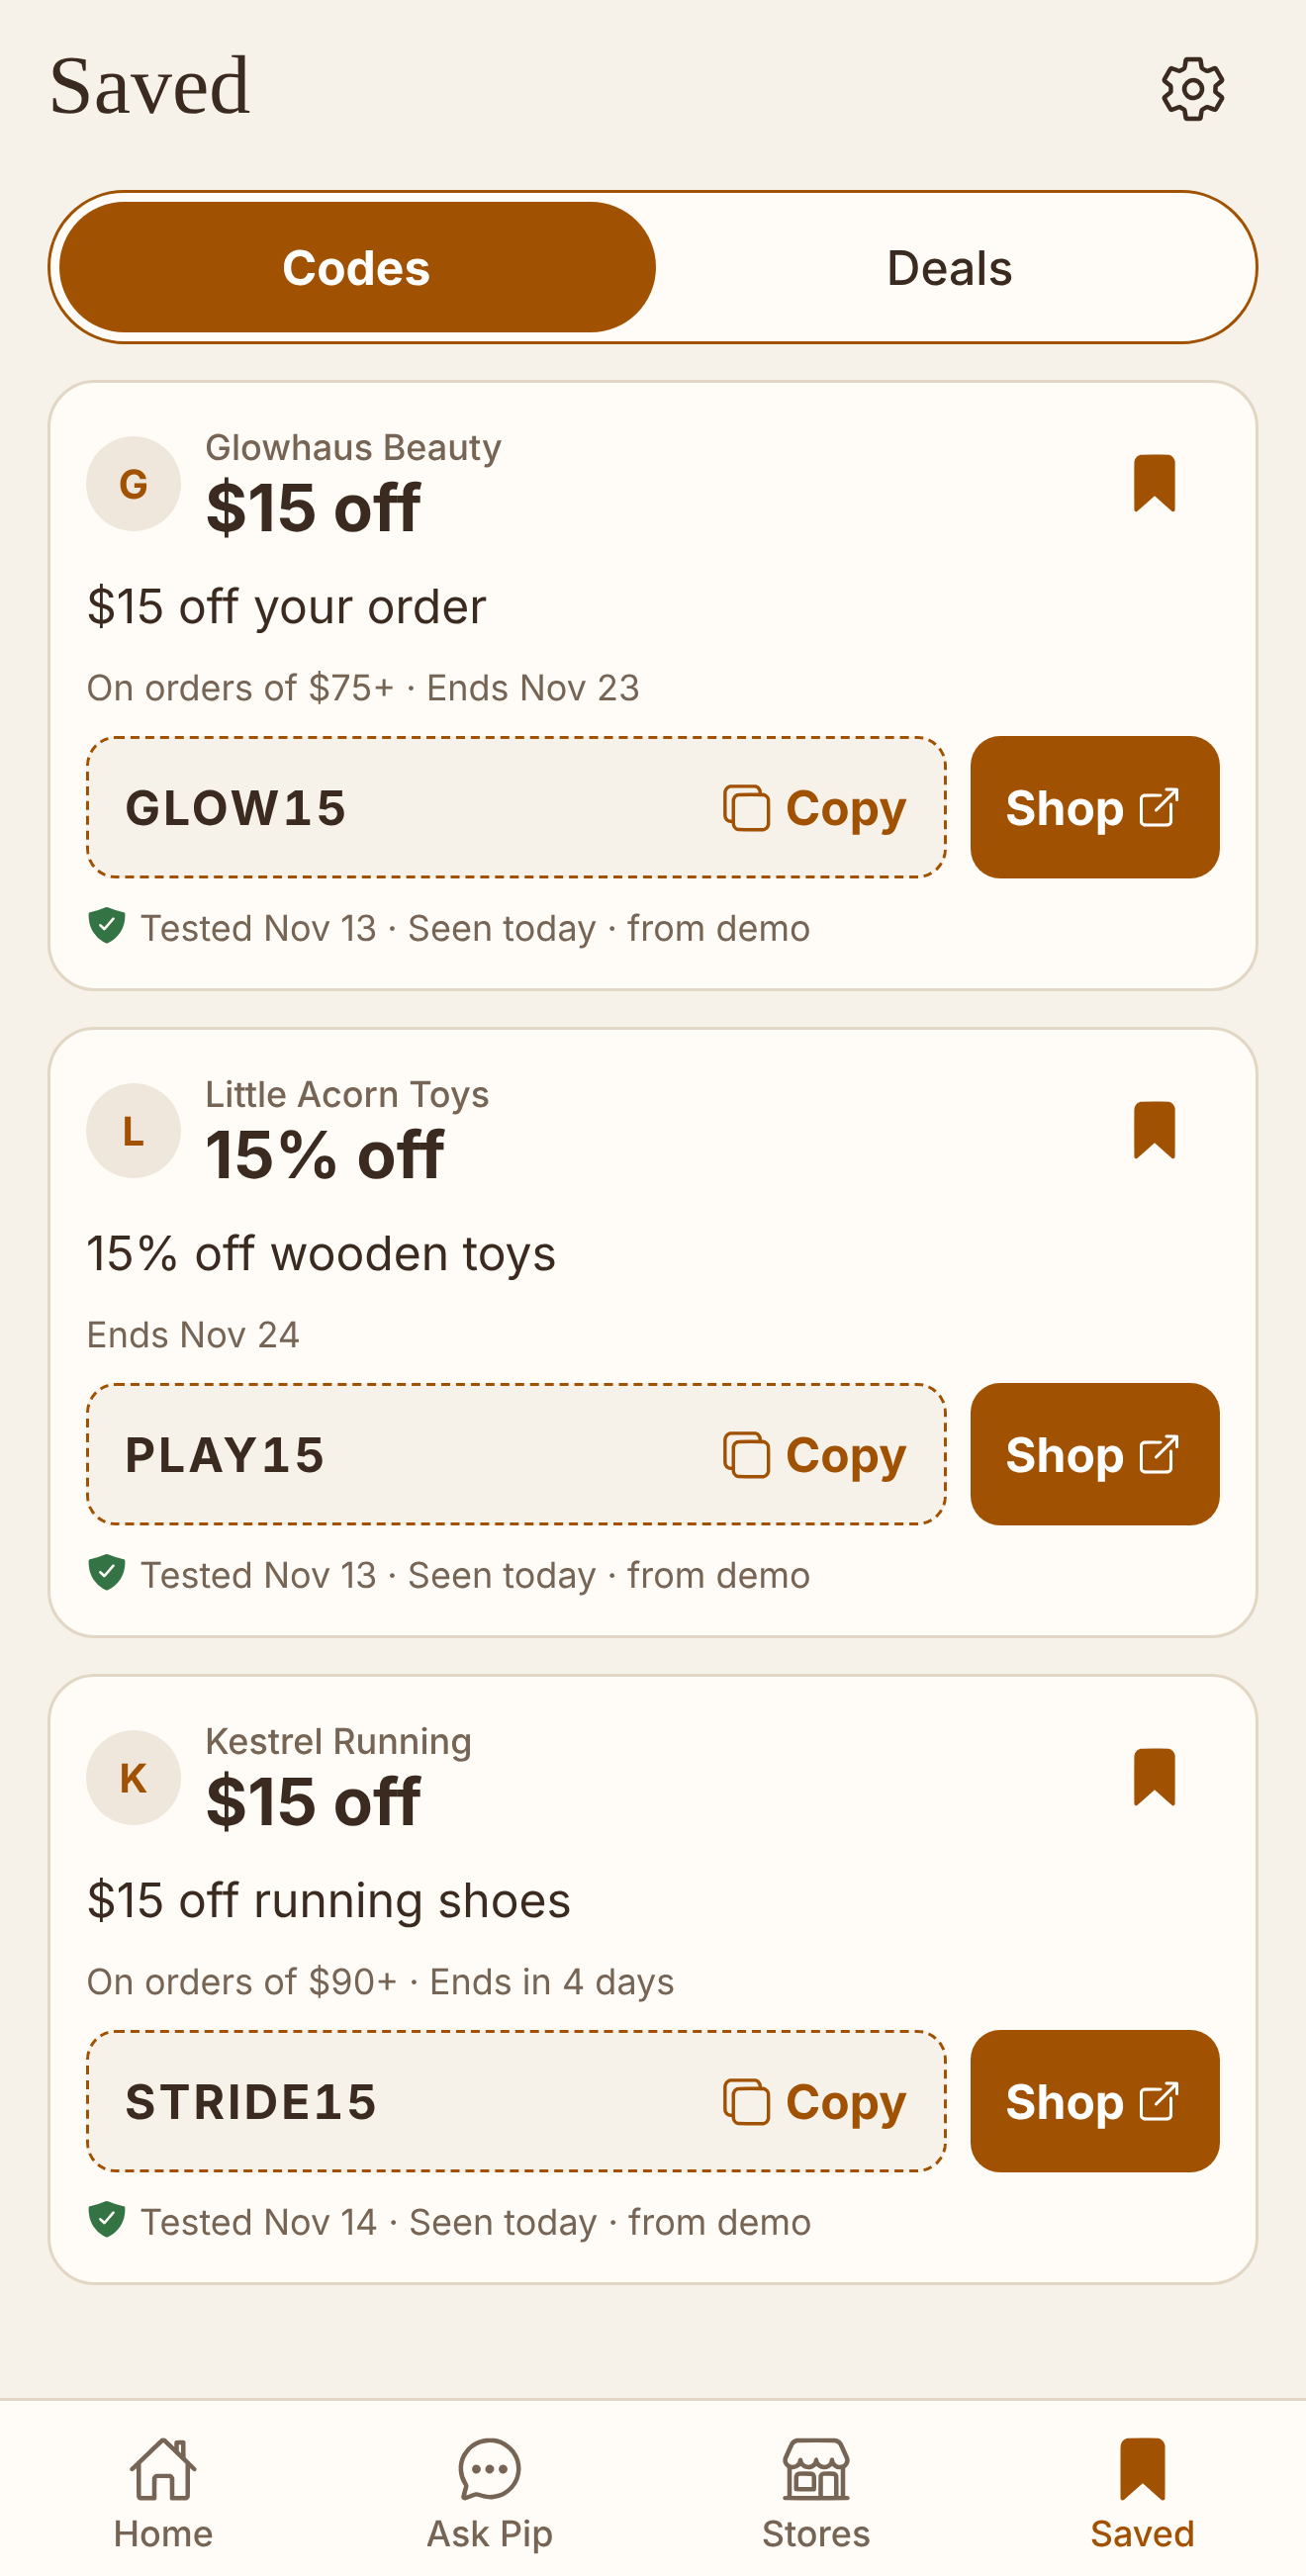 Saved
Codes
Deals
G
Glowhaus Beauty
$15 off
$15 off your order
On orders of $75+ · Ends Nov 23
GLOW15
Copy
Shop
Tested Nov 13 · Seen today · from demo
L
Little Acorn Toys
15% off
15% off wooden toys
Ends Nov 24
PLAY15
Copy
Shop
Tested Nov 13 · Seen today · from demo
K
Kestrel Running
$15 off
$15 off running shoes
On orders of $90+ · Ends in 4 days
STRIDE15
Copy
Shop
Tested Nov 14 · Seen today · from demo
Home
Ask Pip
Stores
Saved